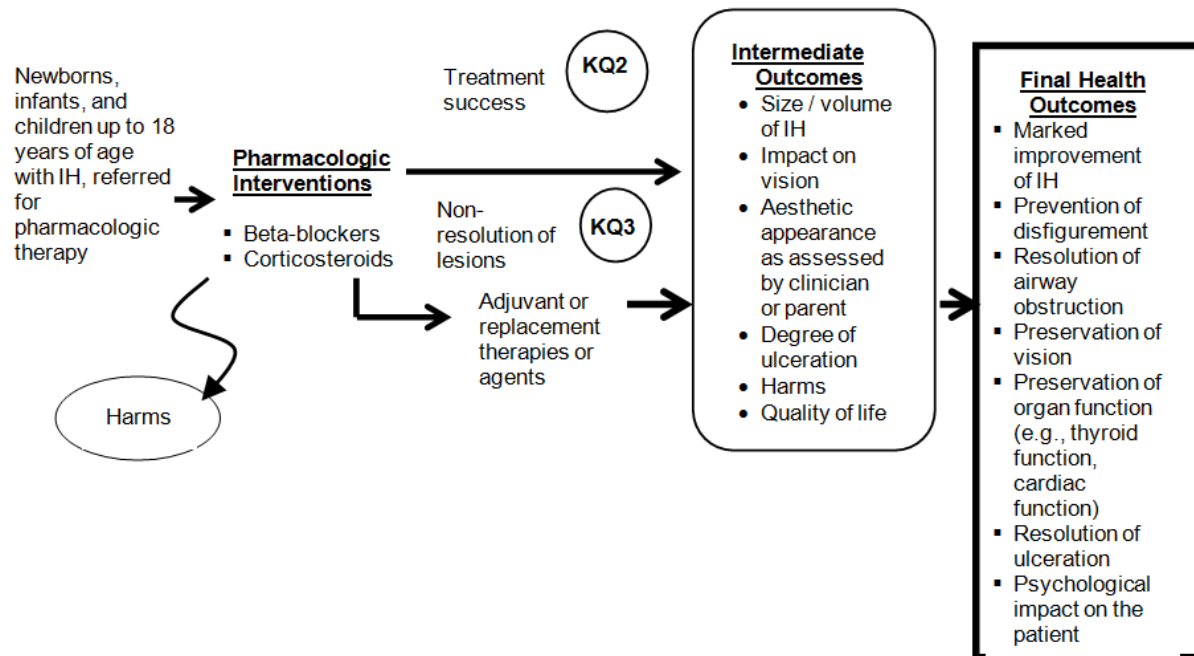 Newborns,
infants, and
children up to 18
years of age
with IH, referred
for
pharmacologic
therapy
Pharmacologic
Interventions
▪ Beta-blockers
▪ Corticosteroids
Harms
Treatment
success
KQ2
Non-
resolution of
lesions
KQ3
Adjuvant or
replacement
therapies or
agents
Intermediate
Outcomes
• Size / volume
of IH
• Impact on
vision
• Aesthetic
appearance
as assessed
by clinician
or parent
• Degree of
ulceration
• Harms
• Quality of life
Final Health
Outcomes
▪ Marked
improvement
of IH
▪ Prevention of
disfigurement
▪ Resolution of
airway
obstruction
▪ Preservation of
vision
▪ Preservation of
organ function
(e.g., thyroid
function,
cardiac
function)
▪ Resolution of
ulceration
▪ Psychological
impact on the
patient